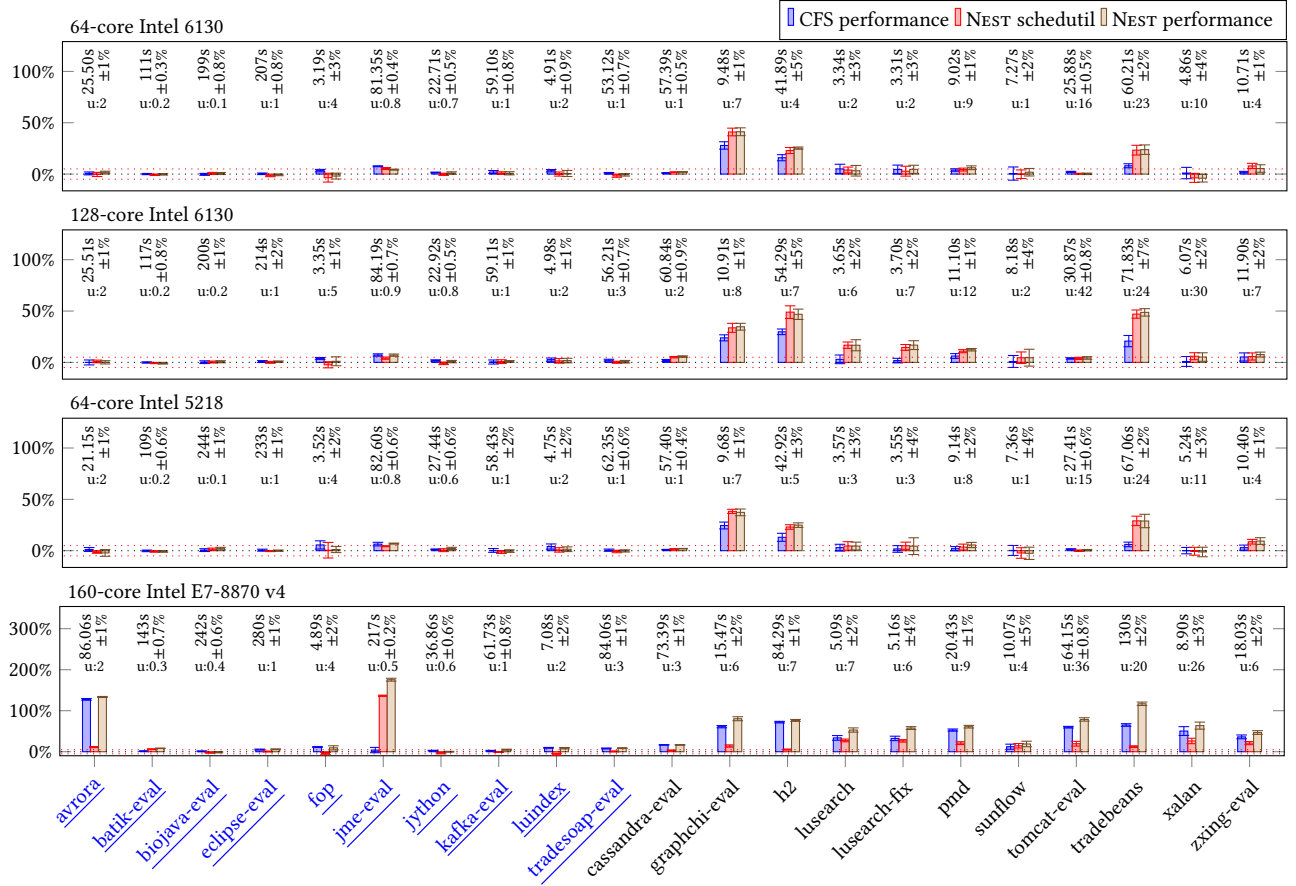 CFS performance NEST schedutil NEST performance
64-core Intel 6130
100%
50%
0%
25.50s ±1% u:2
111s ±0.3% u:0.2
199s ±0.8% u:0.1
207s ±0.8% u:1
3.19s ±3% u:4
81.35s ±0.4% u:0.8
22.71s ±0.5% u:0.7
59.10s ±0.8% u:1
4.91s ±0.9% u:2
53.12s ±0.7% u:1
57.39s ±0.5% u:1
9.48s ±1% u:7
41.89s ±5% u:4
3.34s ±3% u:2
3.31s ±3% u:2
9.02s ±1% u:9
7.27s ±2% u:1
25.88s ±0.5% u:16
60.21s ±2% u:23
4.86s ±4% u:10
10.71s ±1% u:4
128-core Intel 6130
100%
50%
0%
25.51s ±1% u:2
117s ±0.8% u:0.2
200s ±1% u:0.2
214s ±2% u:1
3.35s ±1% u:5
84.19s ±0.7% u:0.9
22.92s ±0.5% u:0.8
59.11s ±1% u:1
4.98s ±1% u:2
56.21s ±0.7% u:3
60.84s ±0.9% u:2
10.91s ±1% u:8
54.29s ±5% u:7
3.65s ±2% u:6
3.70s ±2% u:7
11.10s ±1% u:12
8.18s ±4% u:2
30.87s ±0.8% u:42
71.83s ±7% u:24
6.07s ±2% u:30
11.90s ±2% u:7
64-core Intel 5218
100%
50%
0%
21.15s ±1% u:2
109s ±0.6% u:0.2
244s ±1% u:0.1
233s ±1% u:1
3.52s ±2% u:4
82.60s ±0.6% u:0.8
27.44s ±0.6% u:0.6
58.43s ±2% u:1
4.75s ±2% u:2
62.35s ±0.6% u:1
57.40s ±0.4% u:1
9.68s ±1% u:7
42.92s ±3% u:5
3.57s ±3% u:3
3.55s ±4% u:3
9.14s ±2% u:8
7.36s ±4% u:1
27.41s ±0.6% u:15
67.06s ±2% u:24
5.24s ±3% u:11
10.40s ±1% u:4
160-core Intel E7-8870 v4
300%
200%
100%
0%
86.06s ±1% u:2
143s ±0.7% u:0.3
242s ±0.6% u:0.4
280s ±1% u:1
4.89s ±2% u:4
217s ±0.2% u:0.5
36.86s ±0.6% u:0.6
61.73s ±0.8% u:1
7.08s ±2% u:2
84.06s ±1% u:3
73.39s ±1% u:3
15.47s ±2% u:6
84.29s ±1% u:7
5.09s ±2% u:7
5.16s ±4% u:6
20.43s ±1% u:9
10.07s ±5% u:4
64.15s ±0.8% u:36
130s ±2% u:20
8.90s ±3% u:26
18.03s ±2% u:6
avrora
batik-eval
biojava-eval
eclipse-eval
fop
jme-eval
jython
kafka-eval
luindex
tradesoap-eval
cassandra-eval
graphchi-eval
h2
lusearch
lusearch-fix
pmd
sunflow
tomcat-eval
tradebeans
xalan
zxing-eval